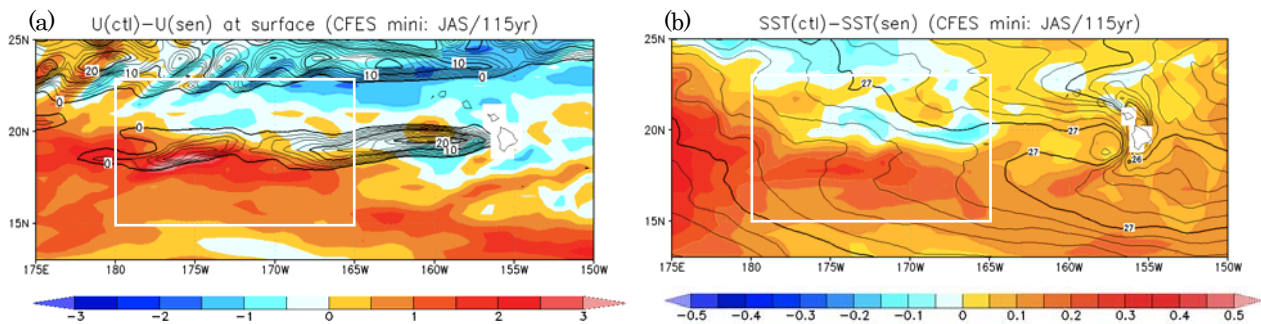 (a)
U(ctl)-U(sen) at surface (CFES mini: JAS/115yr)
25N
20N
15N
175E 180 175W 170W 165W 160W 155W 150W
20 10 10 0
0
0 20 10
0
-3 -2 -1 0 1 2 3
(b)
SST(ctl)-SST(sen) (CFES mini: JAS/115yr)
25N
20N
15N
175E 180 175W 170W 165W 160W 155W 150W
27
27 27
27 26
27
-0.5 -0.4 -0.3 -0.2 -0.1 0 0.1 0.2 0.3 0.4 0.5